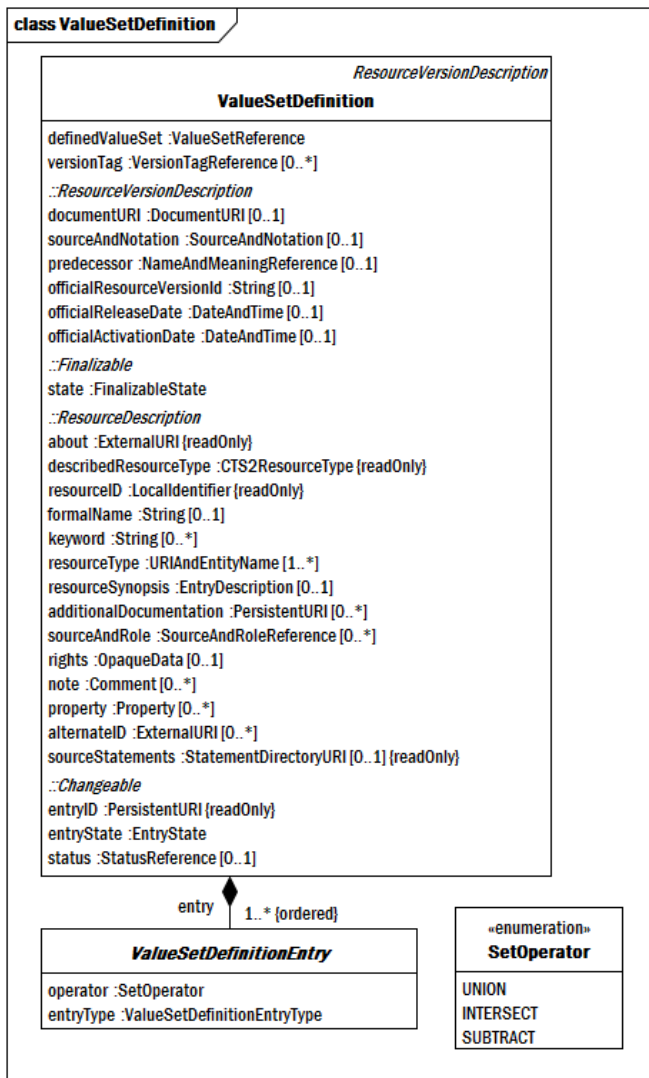 class ValueSetDefinition
ResourceVersionDescription
ValueSetDefinition
definedValueSet :ValueSetReference
versionTag :VersionTagReference [0..*]
::ResourceVersionDescription
documentURI :DocumentURI [0..1]
sourceAndNotation :SourceAndNotation [0..1]
predecessor :NameAndMeaningReference [0..1]
officialResourceVersionId :String [0..1]
officialReleaseDate :DateAndTime [0..1]
officialActivationDate :DateAndTime [0..1]
::Finalizable
state :FinalizableState
::ResourceDescription
about :ExternalURI {readOnly}
describedResourceType :CTS2ResourceType {readOnly}
resourceID :LocalIdentifier {readOnly}
formalName :String [0..1]
keyword :String [0..*]
resourceType :URIAndEntityName [1..*]
resourceSynopsis :EntryDescription [0..1]
additionalDocumentation :PersistentURI [0..*]
sourceAndRole :SourceAndRoleReference [0..*]
rights :OpaqueData [0..1]
note :Comment [0..*]
property :Property [0..*]
alternateID :ExternalURI [0..*]
sourceStatements :StatementDirectoryURI [0..1] {readOnly}
::Changeable
entryID :PersistentURI {readOnly}
entryState :EntryState
status :StatusReference [0..1]
entry
1..* {ordered}
ValueSetDefinitionEntry
operator :SetOperator
entryType :ValueSetDefinitionEntryType
«enumeration»
SetOperator
UNION
INTERSECT
SUBTRACT